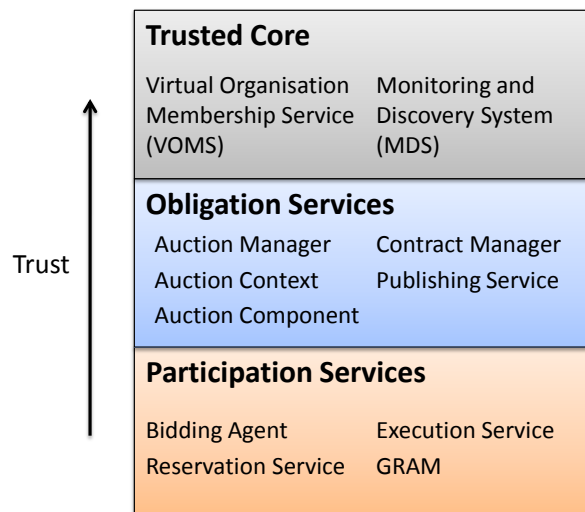 Trusted Core
Virtual Organisation
Membership Service
(VOMS)
Monitoring and
Discovery System
(MDS)
Trust
Obligation Services
Auction Manager
Auction Context
Auction Component
Contract Manager
Publishing Service
Participation Services
Bidding Agent
Reservation Service
Execution Service
GRAM